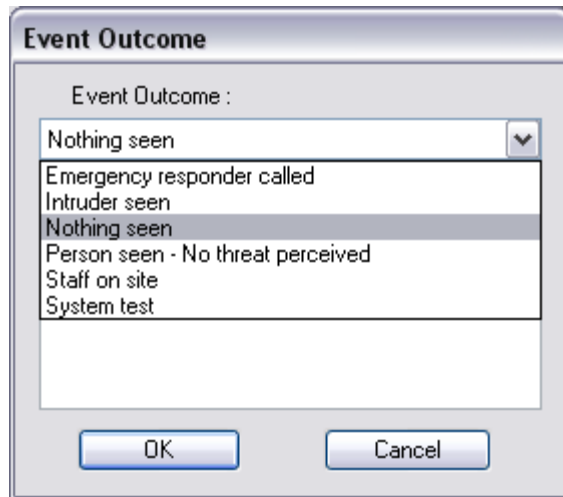 Event Outcome
Event Outcome :
Nothing seen
Emergency responder called
Intruder seen
Nothing seen
Person seen - No threat perceived
Staff on site
System test
OK
Cancel